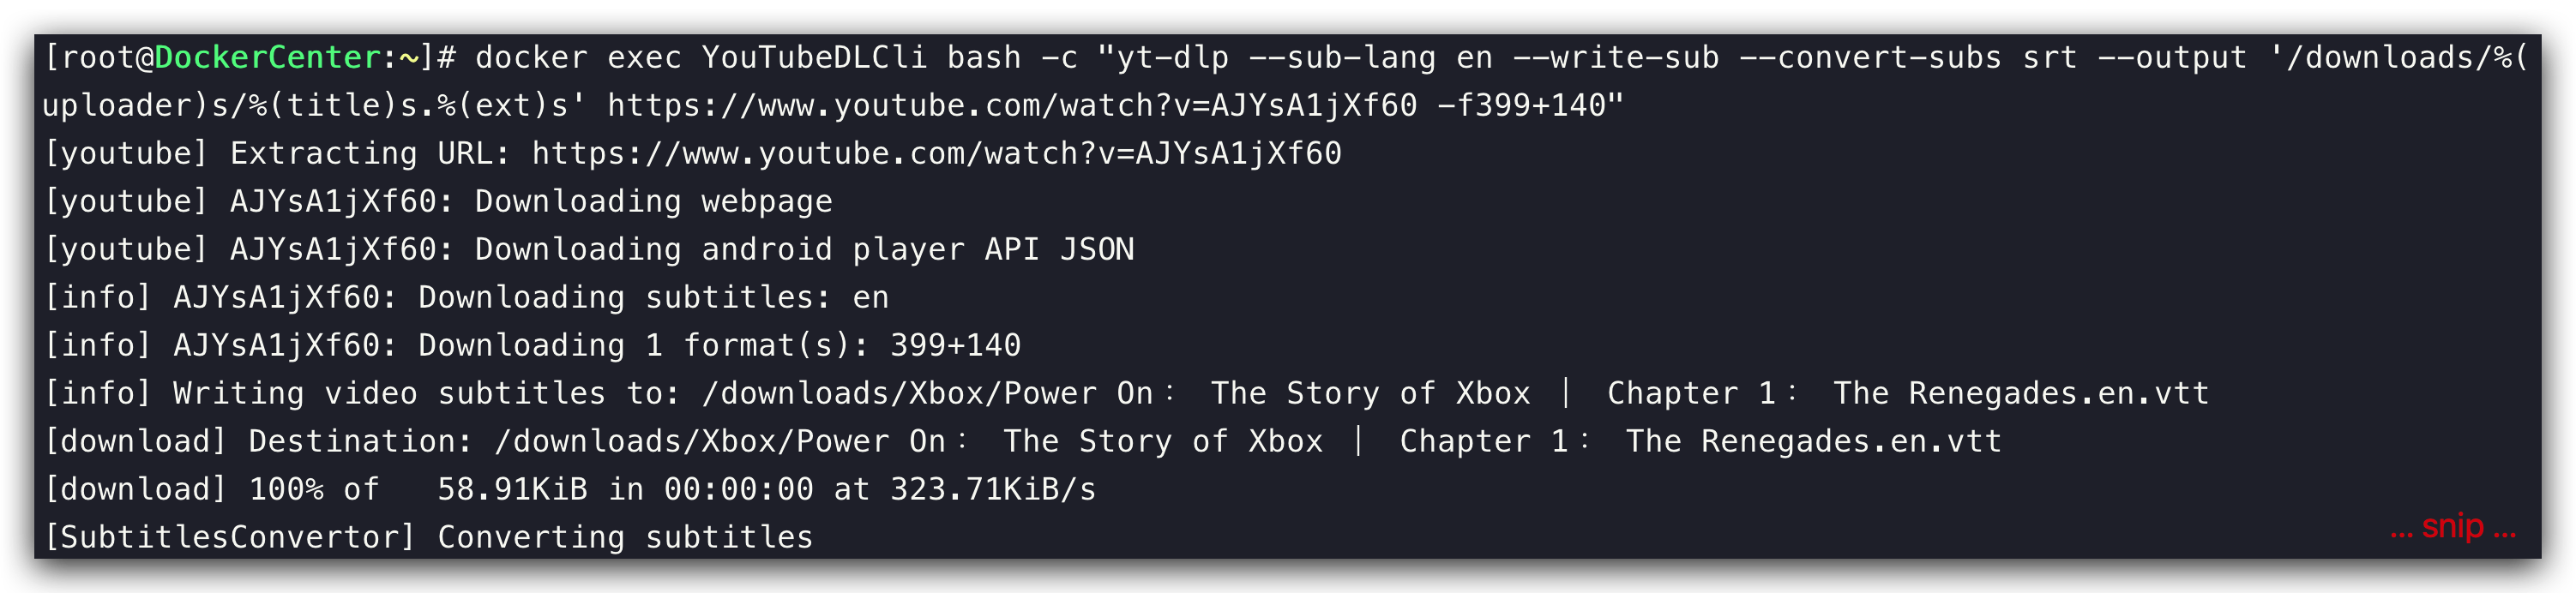 [root@DockerCenter:~]# docker exec YouTubeDLCli bash -c "yt-dlp --sub-lang en --write-sub --convert-subs srt --output '/downloads/%(
uploader)s/%(title)s.%(ext)s' https://www.youtube.com/watch?v=AJYsA1jXf60 -f399+140"
[youtube] Extracting URL: https://www.youtube.com/watch?v=AJYsA1jXf60
[youtube] AJYsA1jXf60: Downloading webpage
[youtube] AJYsA1jXf60: Downloading android player API JSON
[info] AJYsA1jXf60: Downloading subtitles: en
[info] AJYsA1jXf60: Downloading 1 format(s): 399+140
[info] Writing video subtitles to: /downloads/Xbox/Power On： The Story of Xbox ｜ Chapter 1： The Renegades.en.vtt
[download] Destination: /downloads/Xbox/Power On： The Story of Xbox ｜ Chapter 1： The Renegades.en.vtt
[download] 100% of   58.91KiB in 00:00:00 at 323.71KiB/s
[SubtitlesConvertor] Converting subtitles
... snip ...